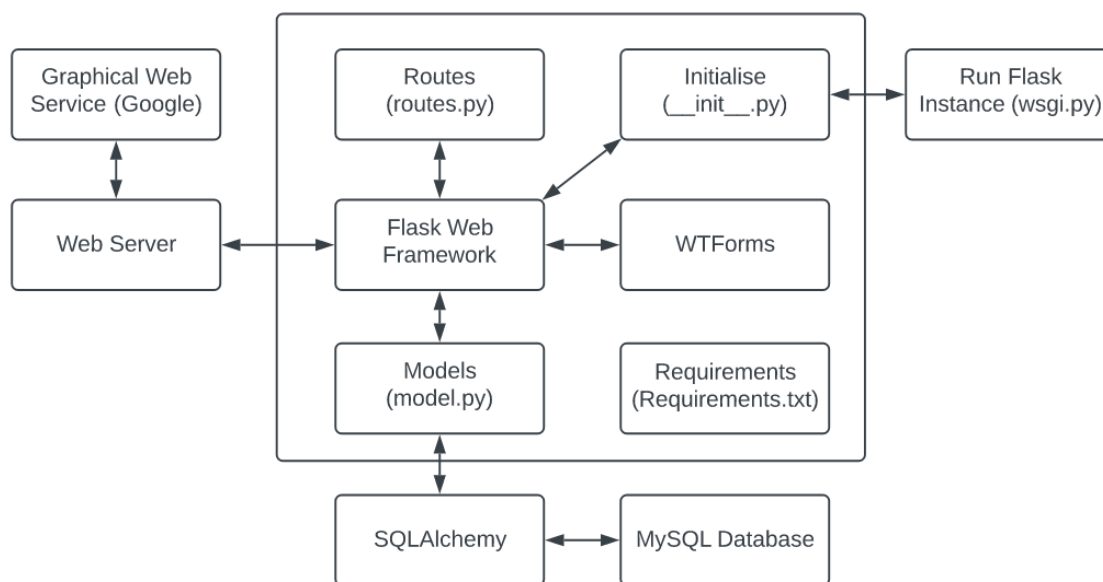 Graphical Web
Service (Google)
Routes
(routes.py)
Initialise
(__init__.py)
Run Flask
Instance (wsgi.py)
Web Server
Flask Web
Framework
WTForms
Models
(model.py)
Requirements
(Requirements.txt)
SQLAlchemy
MySQL Database